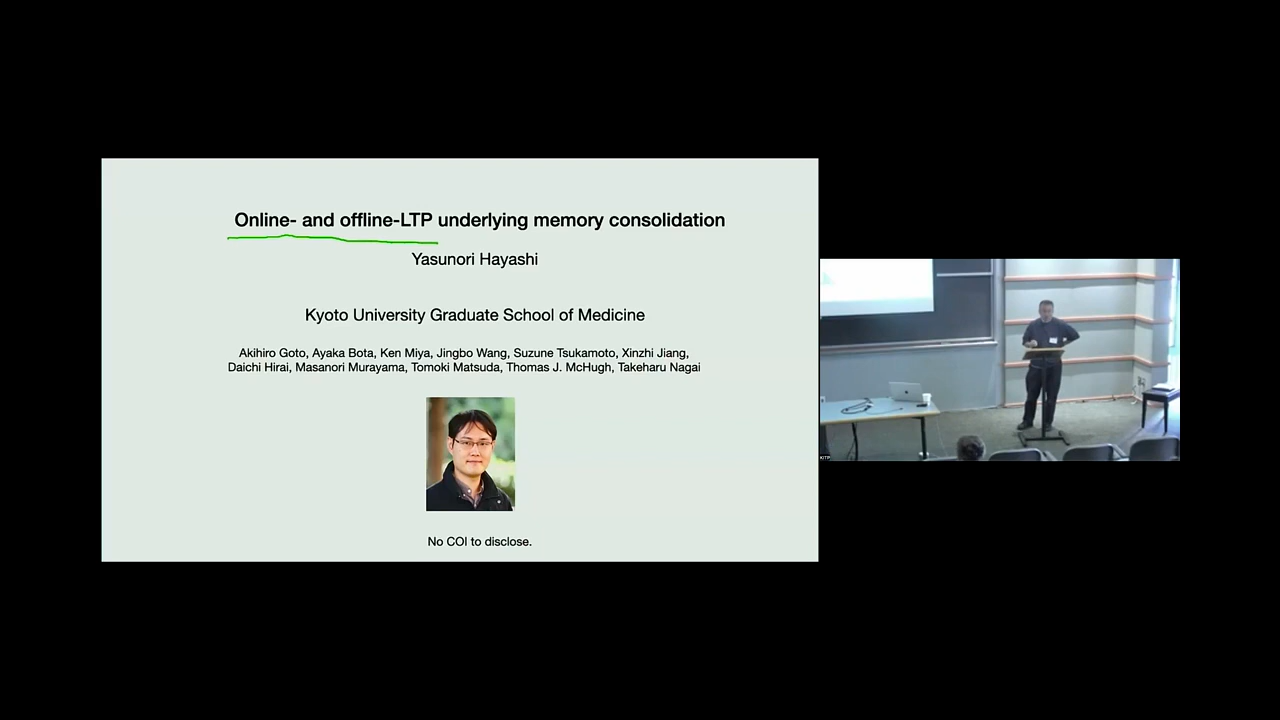 Online- and offline-LTP underlying memory consolidation
Yasunori Hayashi
Kyoto University Graduate School of Medicine
Akihiro Goto, Ayaka Bota, Ken Miya, Jingbo Wang, Suzune Tsukamoto, Xinzhi Jiang,
Daichi Hirai, Masanori Murayama, Tomoki Matsuda, Thomas J. McHugh, Takeharu Nagai
No COI to disclose.
KITP